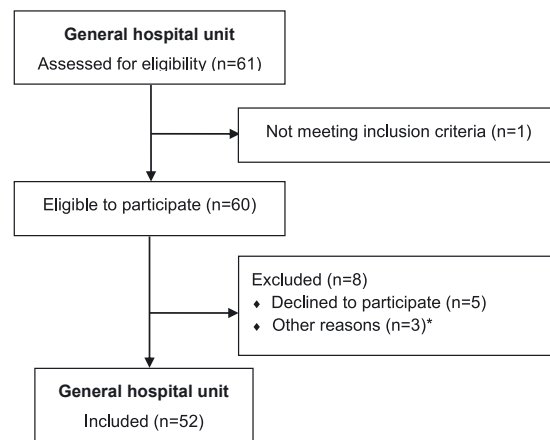 General hospital unit
Assessed for eligibility (n=61)
Not meeting inclusion criteria (n=1)
Eligible to participate (n=60)
Excluded (n=8)
♦ Declined to participate (n=5)
♦ Other reasons (n=3)*
General hospital unit
Included (n=52)